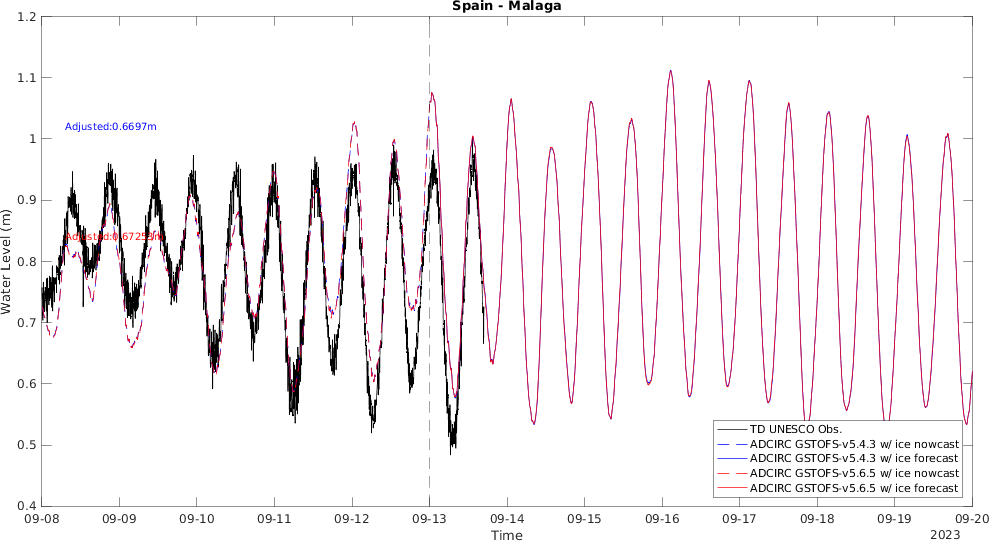 Spain - Malaga
1.2
1.1
1
0.9
0.8
0.7
0.6
0.5
0.4
Water Level (m)
Adjusted:0.6697m
TD UNESCO Obs.
ADCIRC GSTOFS-v5.4.3 w/ ice nowcast
ADCIRC GSTOFS-v5.4.3 w/ ice forecast
ADCIRC GSTOFS-v5.6.5 w/ ice nowcast
ADCIRC GSTOFS-v5.6.5 w/ ice forecast
09-08 09-09 09-10 09-11 09-12 09-13 09-14 09-15 09-16 09-17 09-18 09-19 09-20
Time
2023